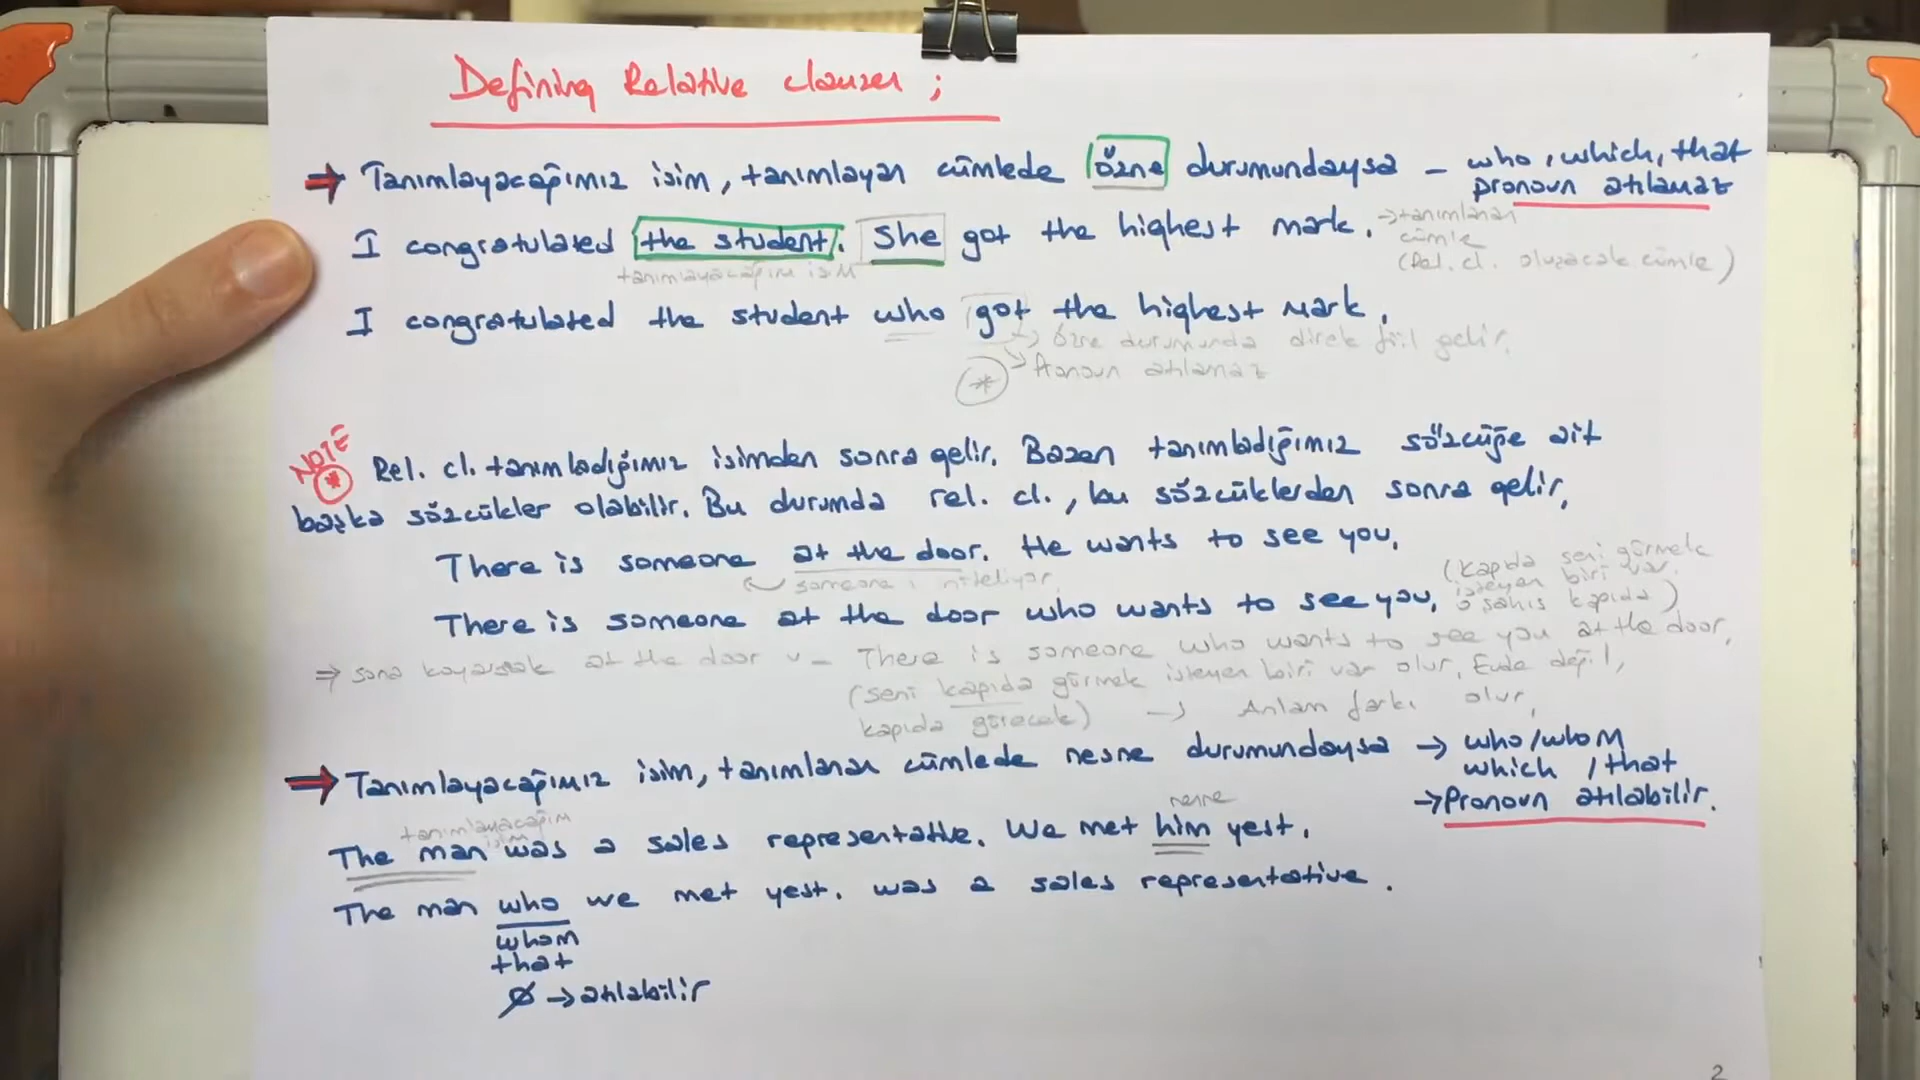 Defining Relative clauses;
→ Tanımlayacağımız isim, tanımlayan cümlede özne durumundaysa – who, which, that
pronoun atılamaz
I congratulated the student. She got the highest mark. → tanımlanan
cümle
(Rel. cl. oluşacak cümle)
tanımlayacağım isim
I congratulated the student who got the highest mark.
→ özne durumunda direk fiil gelir.
* → Pronoun atılamaz
NOTE
* Rel. cl. tanımladığımız isimden sonra gelir. Bazen tanımladığımız sözcüğe ait
başka sözcükler olabilir. Bu durumda rel. cl., bu sözcüklerden sonra gelir.
There is someone at the door. He wants to see you.
someone ı niteliyor
There is someone at the door who wants to see you. (kapıda seni görmek
isteyen biri var.
o şahıs kapıda)
⇒ sona koyarsak at the door u – There is someone who wants to see you at the door.
(seni kapıda görmek isteyen biri var olur. Evde değil,
kapıda görecek) → Anlam farkı olur.
→ Tanımlayacağımız isim, tanımlanan cümlede nesne durumundaysa → who/whom
which / that
→ Pronoun atılabilir.
tanımlayacağım
isim
nesne
The man was a sales representative. We met him yest.
The man who we met yest. was a sales representative.
whom
that
Ø → atılabilir
2